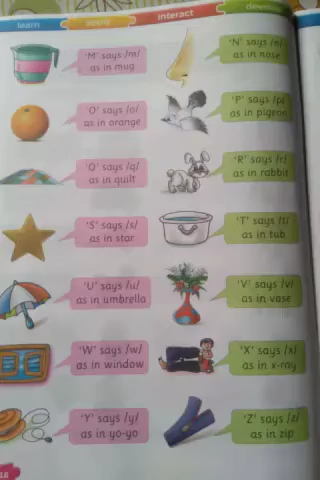 learn
interact
'M' says /m/
as in mug
'N' says /n/
as in nose
'O' says /o/
as in orange
'P' says /p/
as in pigeon
'Q' says /q/
as in quilt
'R' says /r/
as in rabbit
'S' says /s/
as in star
'T' says /t/
as in tub
'U' says /u/
as in umbrella
'V' says /v/
as in vase
'W' says /w/
as in window
'X' says /x/
as in x-ray
'Y' says /y/
as in yo-yo
'Z' says /z/
as in zip